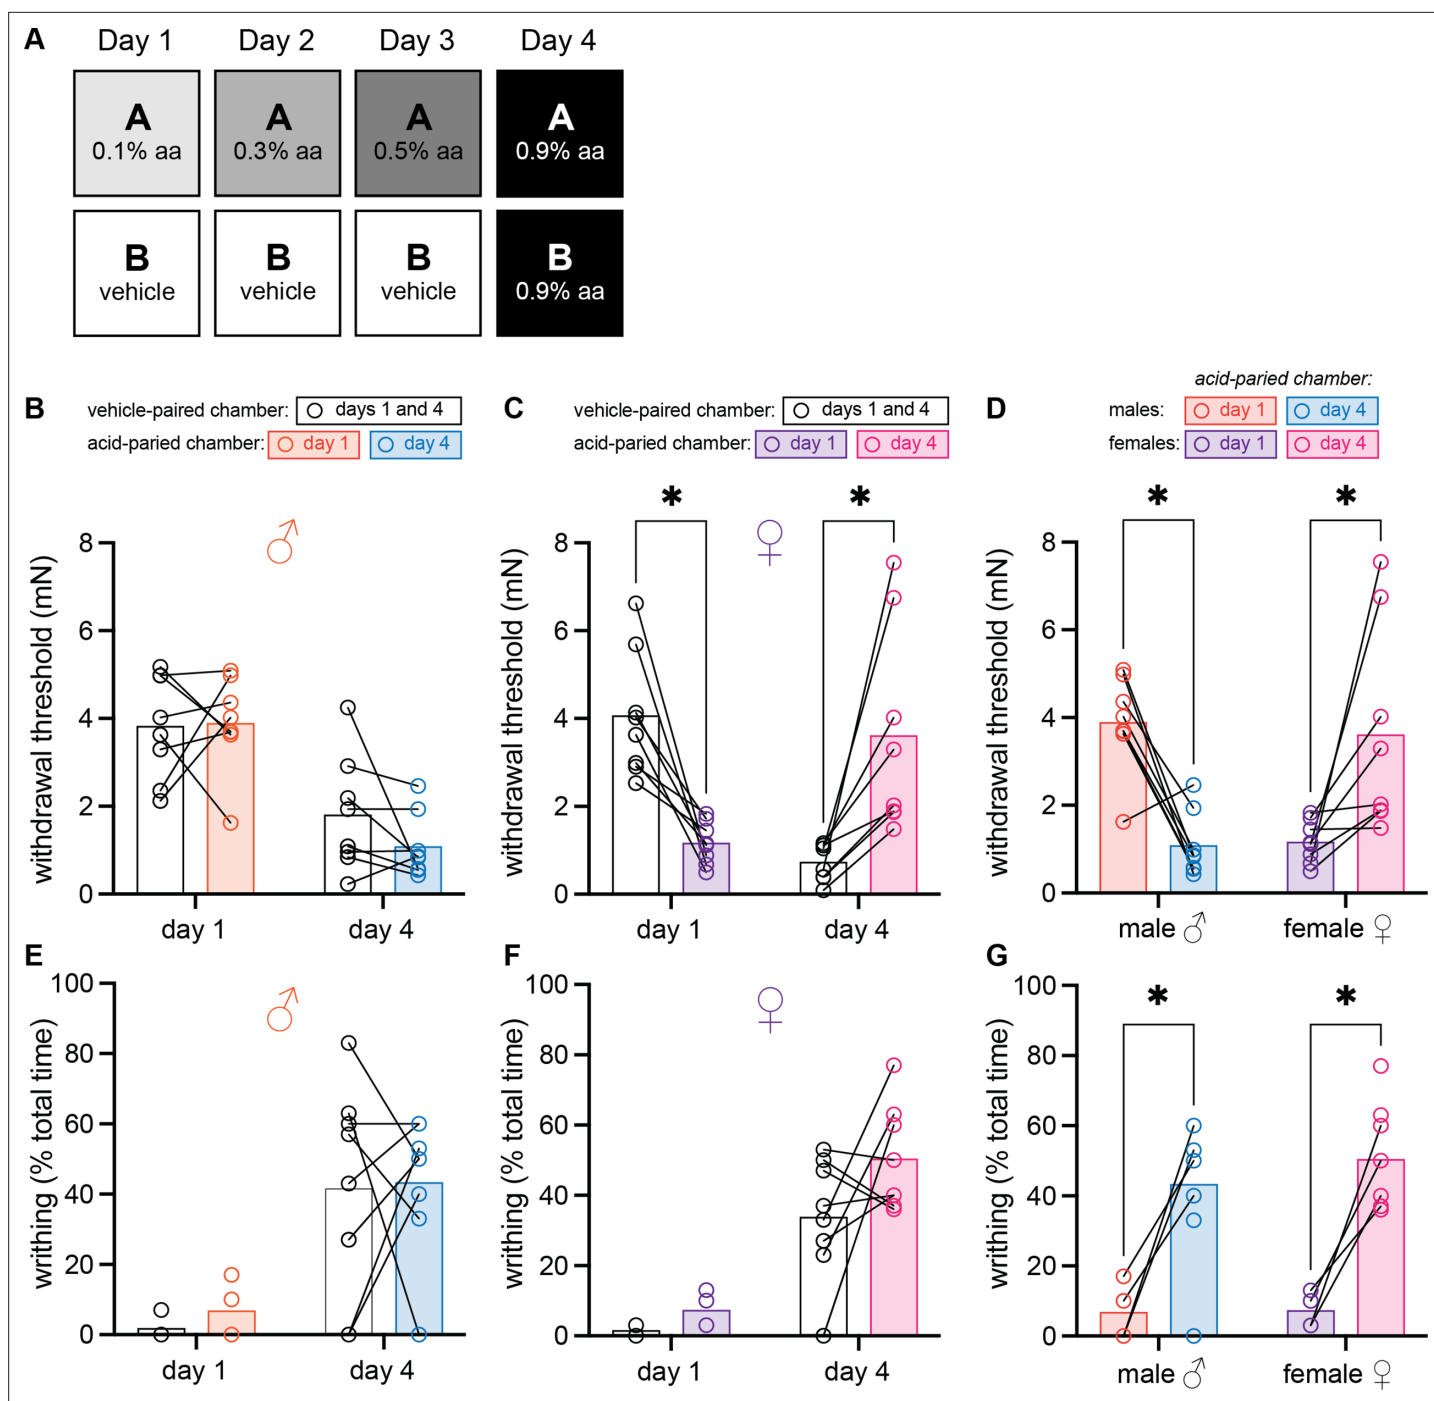 A Day 1 Day 2 Day 3 Day 4
A A A A
0.1% aa 0.3% aa 0.5% aa 0.9% aa
B B B B
vehicle vehicle vehicle 0.9% aa
B
vehicle-paired chamber: days 1 and 4
acid-paried chamber: day 1 day 4
withdrawal threshold (mN)
8
6
4
2
0
♂
day 1 day 4
C
vehicle-paired chamber: days 1 and 4
acid-paried chamber: day 1 day 4
withdrawal threshold (mN)
8
6
4
2
0
* *
♀
day 1 day 4
D
acid-paried chamber:
males: day 1 day 4
females: day 1 day 4
withdrawal threshold (mN)
8
6
4
2
0
* *
male ♂ female ♀
E
writhing (% total time)
100
80
60
40
20
0
♂
day 1 day 4
F
writhing (% total time)
100
80
60
40
20
0
♀
day 1 day 4
G
writhing (% total time)
100
80
60
40
20
0
* *
male ♂ female ♀